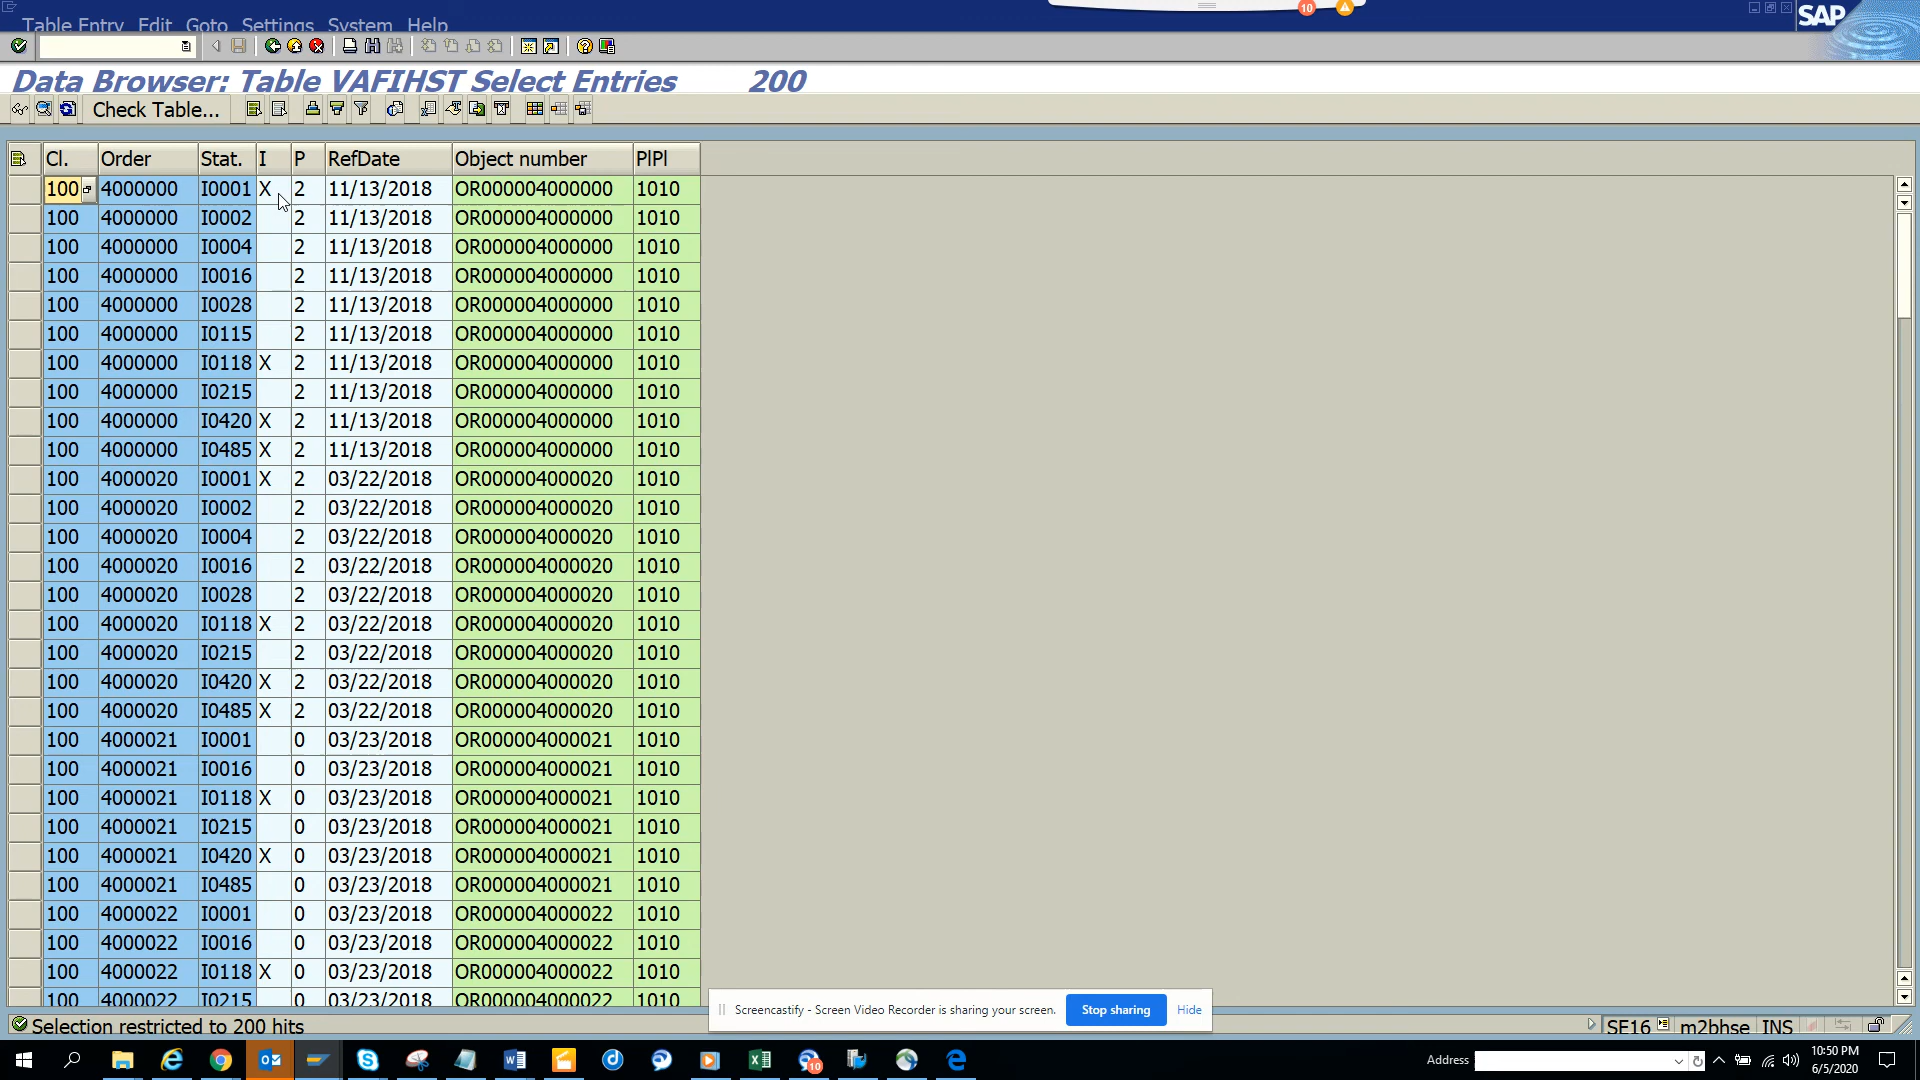 Table Entry Edit Goto Settings System Help
10
SAP
Data Browser: Table VAFIHST Select Entries 200
Check Table...
Cl. Order Stat. I P RefDate Object number PlPl
100 4000000 I0001 X 2 11/13/2018 OR000004000000 1010
100 4000000 I0002 2 11/13/2018 OR000004000000 1010
100 4000000 I0004 2 11/13/2018 OR000004000000 1010
100 4000000 I0016 2 11/13/2018 OR000004000000 1010
100 4000000 I0028 2 11/13/2018 OR000004000000 1010
100 4000000 I0115 2 11/13/2018 OR000004000000 1010
100 4000000 I0118 X 2 11/13/2018 OR000004000000 1010
100 4000000 I0215 2 11/13/2018 OR000004000000 1010
100 4000000 I0420 X 2 11/13/2018 OR000004000000 1010
100 4000000 I0485 X 2 11/13/2018 OR000004000000 1010
100 4000020 I0001 X 2 03/22/2018 OR000004000020 1010
100 4000020 I0002 2 03/22/2018 OR000004000020 1010
100 4000020 I0004 2 03/22/2018 OR000004000020 1010
100 4000020 I0016 2 03/22/2018 OR000004000020 1010
100 4000020 I0028 2 03/22/2018 OR000004000020 1010
100 4000020 I0118 X 2 03/22/2018 OR000004000020 1010
100 4000020 I0215 2 03/22/2018 OR000004000020 1010
100 4000020 I0420 X 2 03/22/2018 OR000004000020 1010
100 4000020 I0485 X 2 03/22/2018 OR000004000020 1010
100 4000021 I0001 0 03/23/2018 OR000004000021 1010
100 4000021 I0016 0 03/23/2018 OR000004000021 1010
100 4000021 I0118 X 0 03/23/2018 OR000004000021 1010
100 4000021 I0215 0 03/23/2018 OR000004000021 1010
100 4000021 I0420 X 0 03/23/2018 OR000004000021 1010
100 4000021 I0485 0 03/23/2018 OR000004000021 1010
100 4000022 I0001 0 03/23/2018 OR000004000022 1010
100 4000022 I0016 0 03/23/2018 OR000004000022 1010
100 4000022 I0118 X 0 03/23/2018 OR000004000022 1010
100 4000022 I0215 0 03/23/2018 OR000004000022 1010
Screencastify - Screen Video Recorder is sharing your screen. Stop sharing Hide
Selection restricted to 200 hits SE16 m2bhse INS
10 Address 10:50 PM
6/5/2020